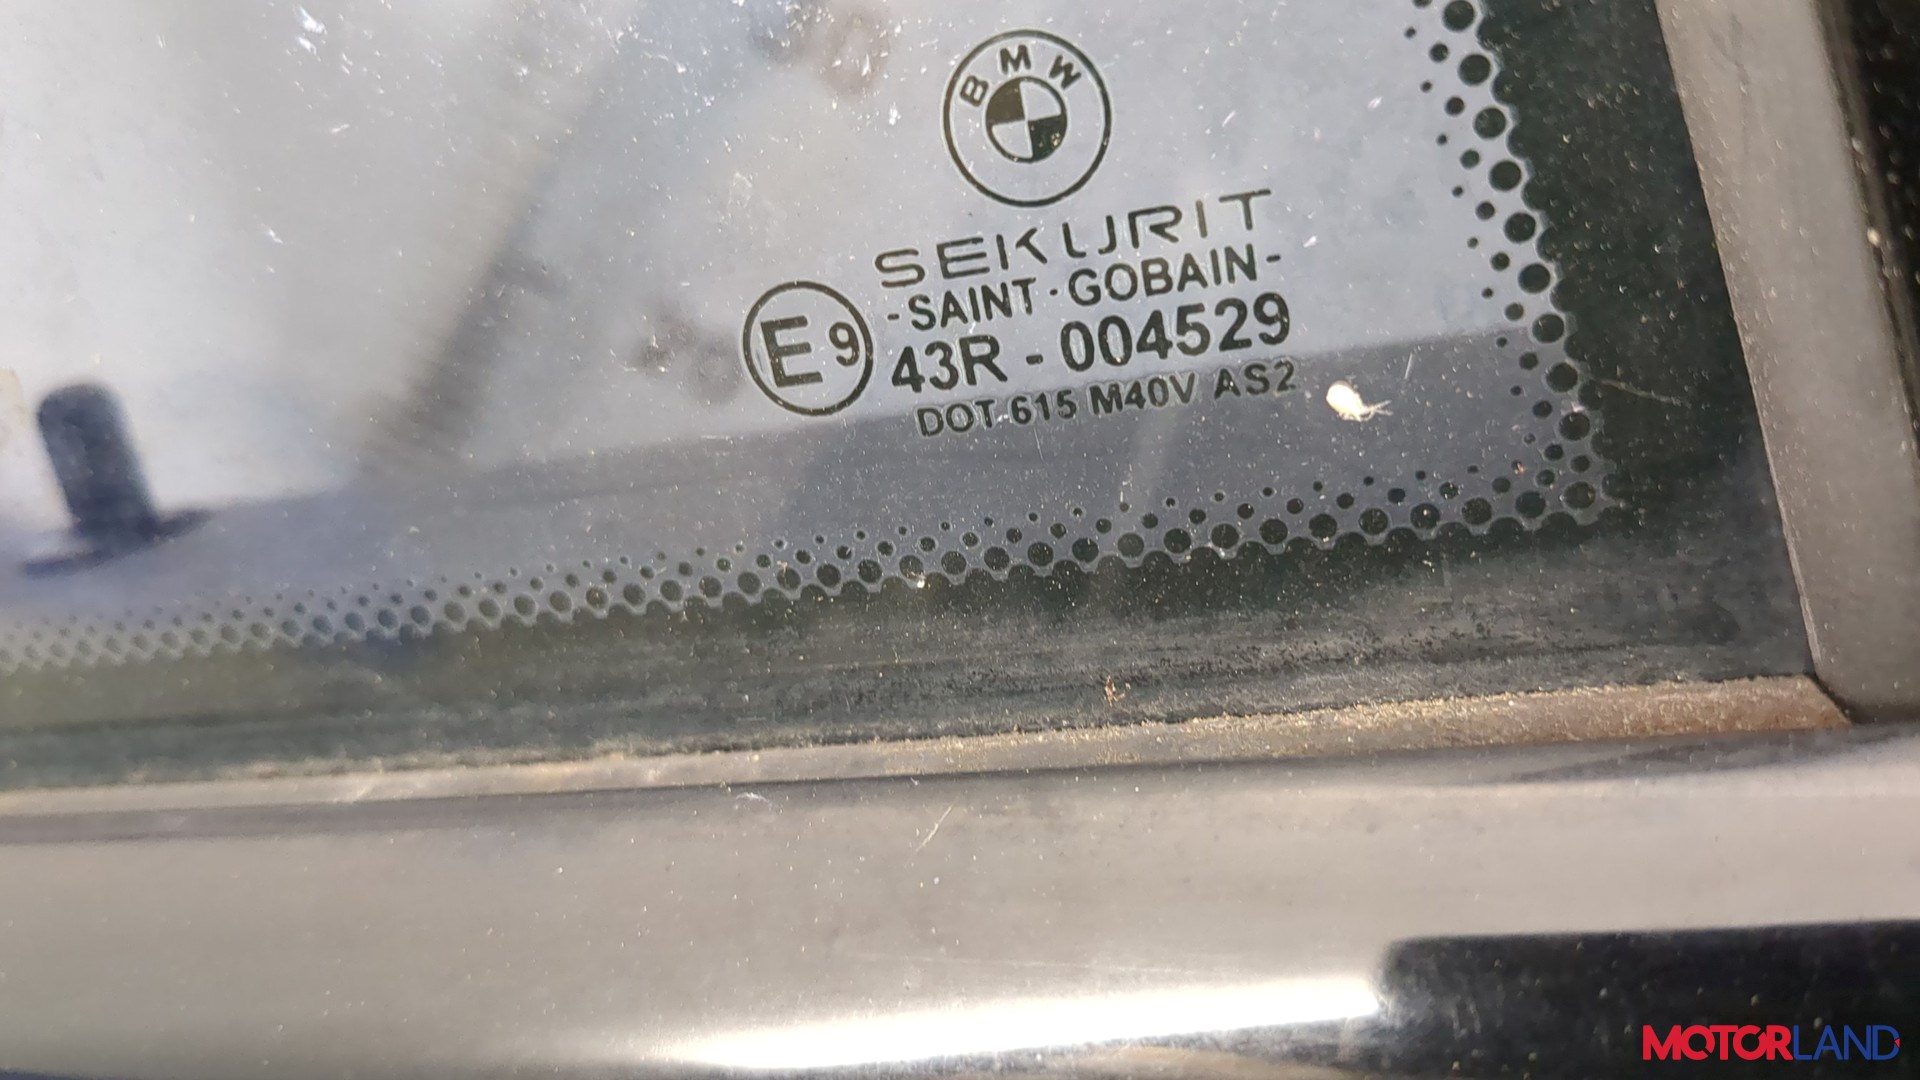 BMW
SEKURIT
-SAINT-GOBAIN-
E9
43R - 004529
DOT 615 M40V AS2
MOTORLAND